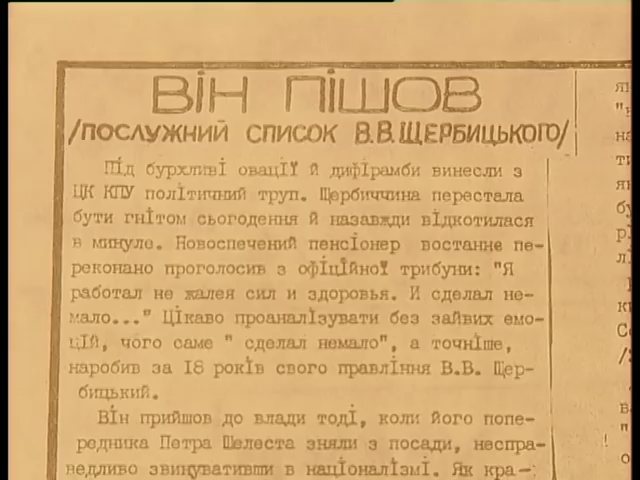 ВІН ПІШОВ
/ПОСЛУЖНИЙ СПИСОК В.В.ЩЕРБИЦЬКОГО/
Під бурхливі овації й дифірамби винесли з
ЦК КПУ політичний труп. Щербиччина перестала
бути гнітом сьогодення й назавжди відкотилася
в минуле. Новоспечений пенсіонер востанне пе-
реконано проголосив з офіційної трибуни: "Я
работал не жалея сил и здоровья. И сделал не-
мало..." Цікаво проаналізувати без зайвих емо-
цій, чого саме " сделал немало", а точніше,
наробив за 18 років свого правління В.В. Щер-
бицький.
Він прийшов до влади тоді, коли його попе-
редника Петра Шелеста зняли з посади, неспра-
ведливо звинувативши в націоналізмі. Як кра-